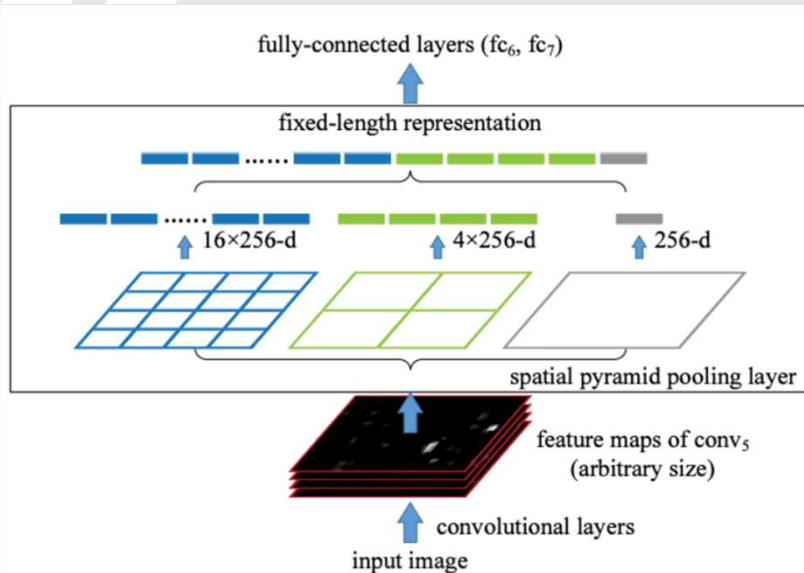 fully-connected layers (fc₆, fc₇)
fixed-length representation
......
......
16×256-d
4×256-d
256-d
spatial pyramid pooling layer
feature maps of conv₅
(arbitrary size)
convolutional layers
input image